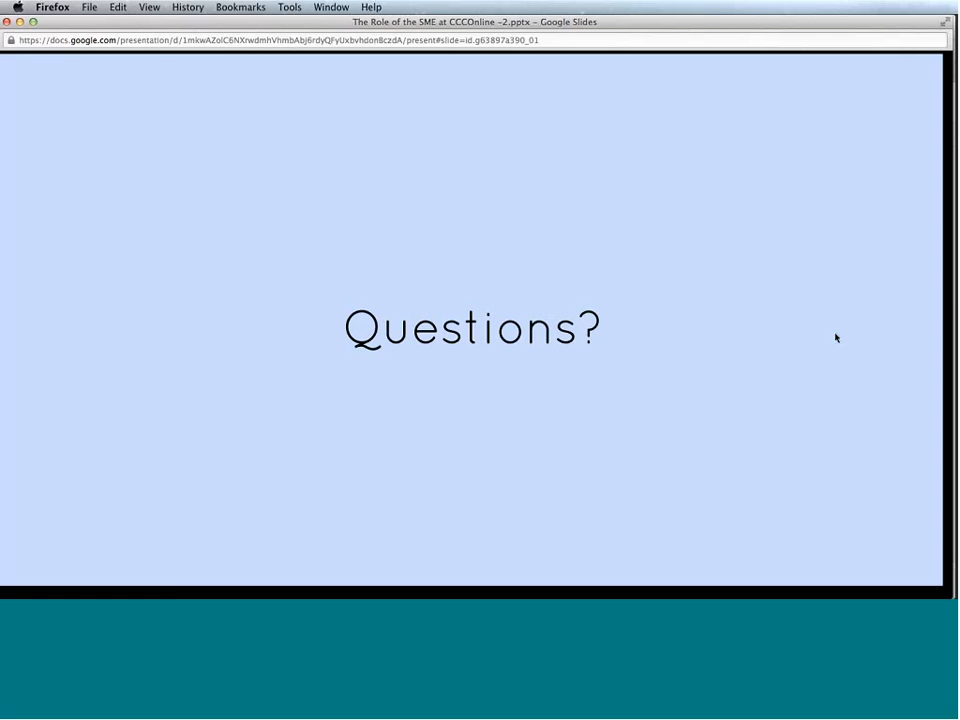 Firefox File Edit View History Bookmarks Tools Window Help
The Role of the SME at CCCOnline -2.pptx - Google Slides
Questions?